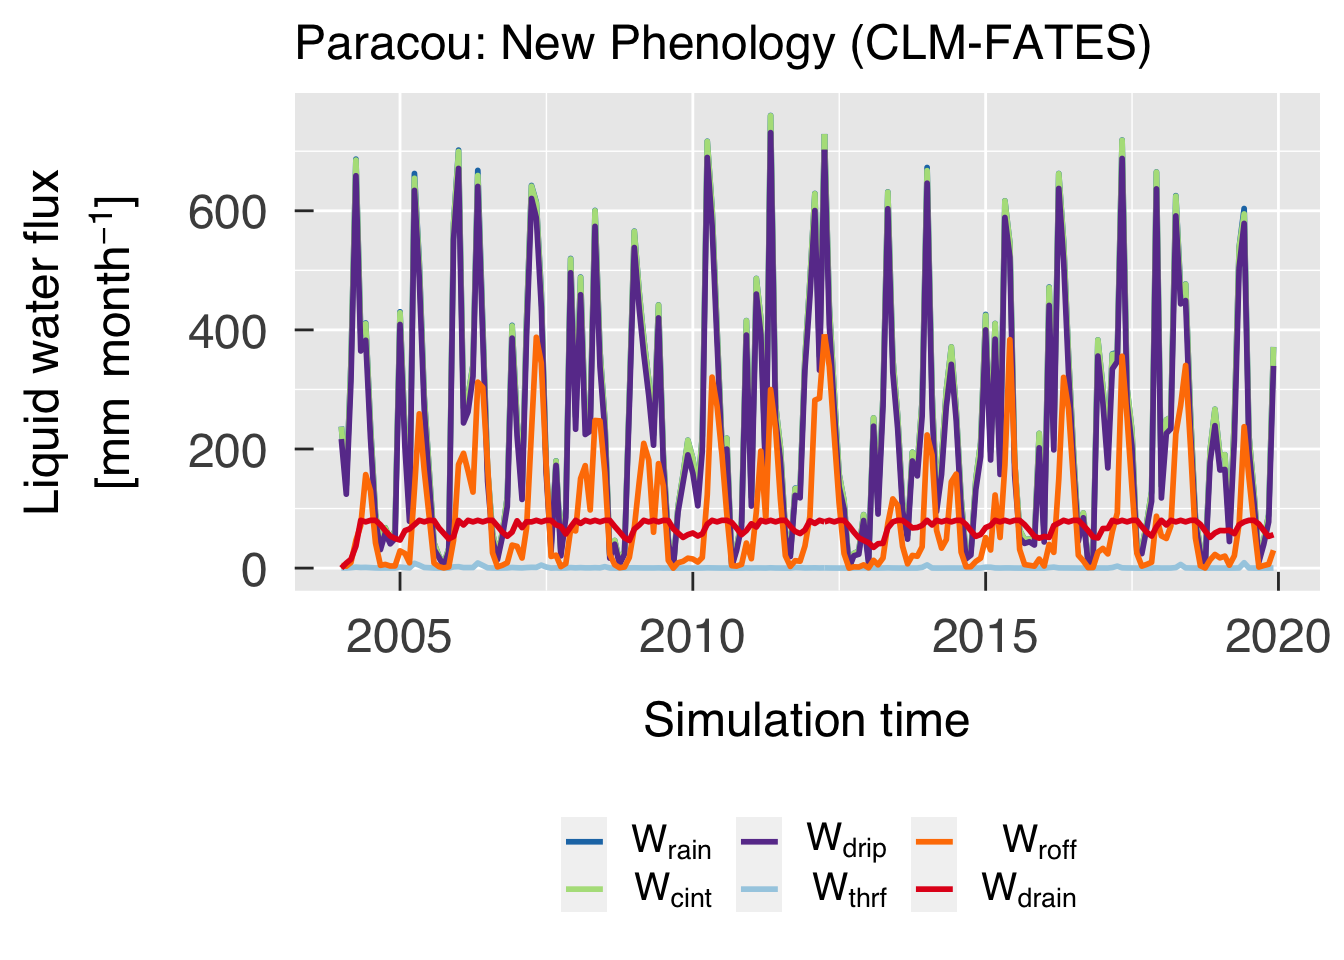 Paracou: New Phenology (CLM-FATES)
Liquid water flux
[mm month⁻¹]
600
400
200
0
2005 2010 2015 2020
Simulation time
W_rain W_drip W_roff
W_cint W_thrf W_drain